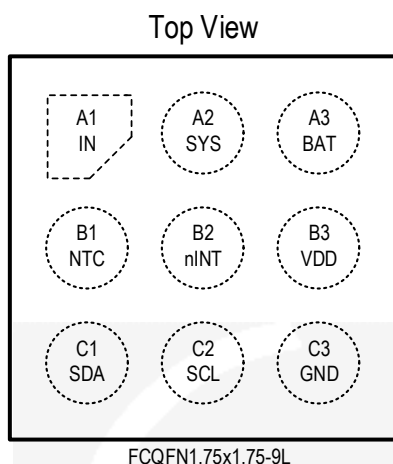 Top View
A1
IN
A2
SYS
A3
BAT
B1
NTC
B2
nINT
B3
VDD
C1
SDA
C2
SCL
C3
GND
FCQFN1.75x1.75-9L